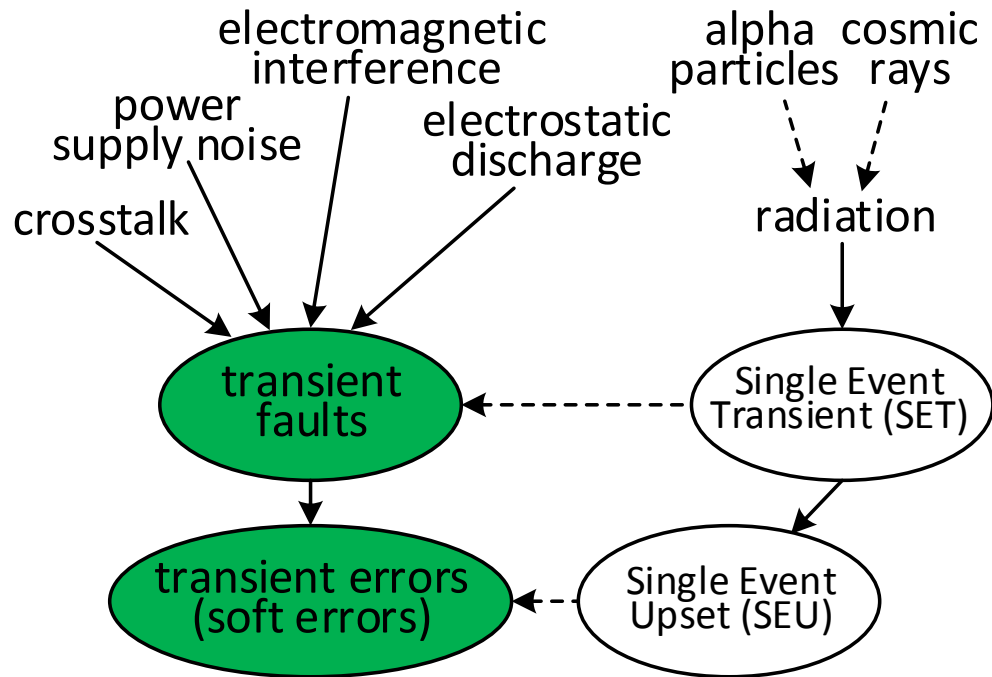 electromagnetic
interference
alpha
particles
cosmic
rays
power
supply noise
electrostatic
discharge
crosstalk
radiation
transient
faults
Single Event
Transient (SET)
transient errors
(soft errors)
Single Event
Upset (SEU)